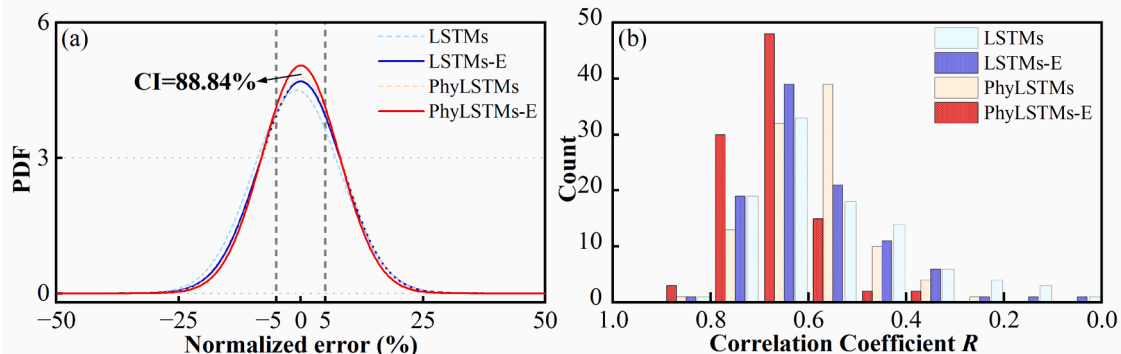 (a)
6
3
0
PDF
CI=88.84%
LSTMs
LSTMs-E
PhyLSTMs
PhyLSTMs-E
−50
−25
−5
0
5
25
50
Normalized error (%)
(b)
50
40
30
20
10
0
Count
LSTMs
LSTMs-E
PhyLSTMs
PhyLSTMs-E
1.0
0.8
0.6
0.4
0.2
0.0
Correlation Coefficient R